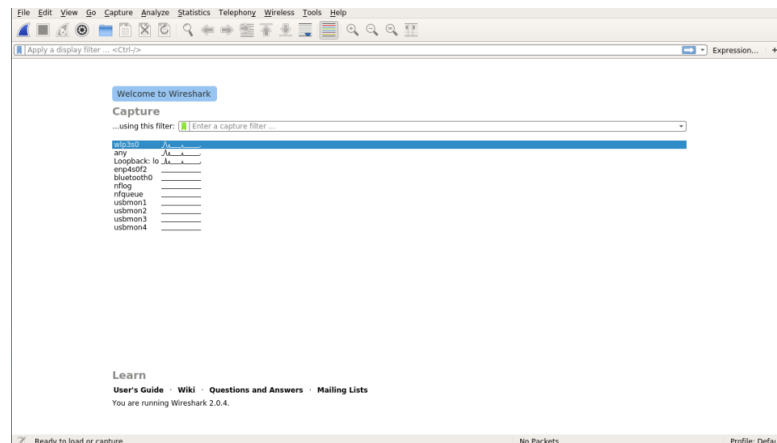 File Edit View Go Capture Analyze Statistics Telephony Wireless Tools Help
Apply a display filter ... <Ctrl-/> Expression... +
Welcome to Wireshark
Capture
...using this filter: Enter a capture filter ...
wlp3s0
any
Loopback: lo
enp4s0f2
bluetooth0
nflog
nfqueue
usbmon1
usbmon2
usbmon3
usbmon4
Learn
User's Guide · Wiki · Questions and Answers · Mailing Lists
You are running Wireshark 2.0.4.
Ready to load or capture No Packets Profile: Defa